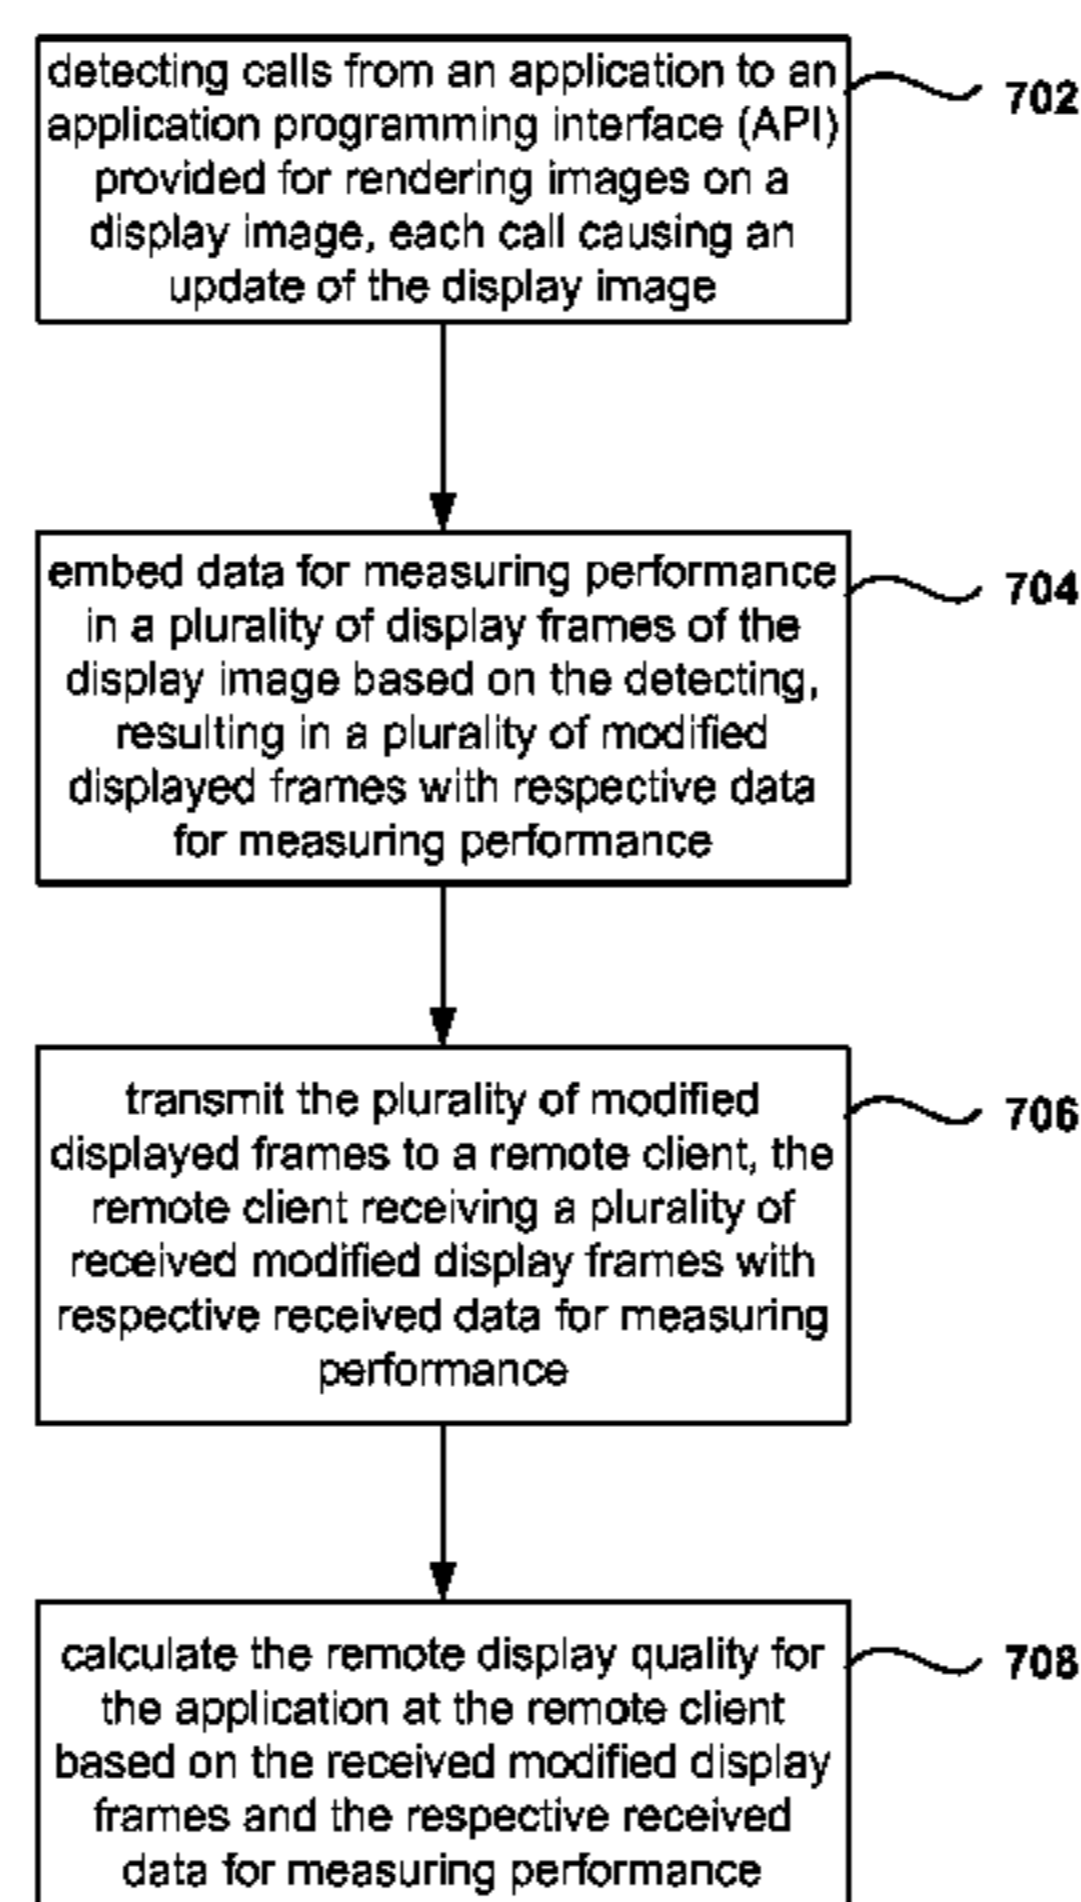 detecting calls from an application to an
application programming interface (API)
provided for rendering images on a
display image, each call causing an
update of the display image
702
embed data for measuring performance
in a plurality of display frames of the
display image based on the detecting,
resulting in a plurality of modified
displayed frames with respective data
for measuring performance
704
transmit the plurality of modified
displayed frames to a remote client, the
remote client receiving a plurality of
received modified display frames with
respective received data for measuring
performance
706
calculate the remote display quality for
the application at the remote client
based on the received modified display
frames and the respective received
data for measuring performance
708